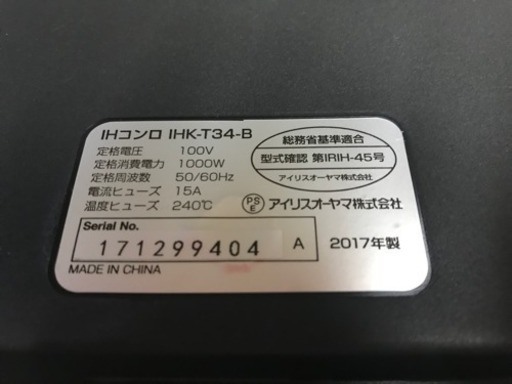 IHコンロ IHK-T34-B
定格電圧 100V
定格消費電力 1000W
定格周波数 50/60Hz
電流ヒューズ 15A
温度ヒューズ 240℃
総務省基準適合
型式確認 第IRIH-45号
アイリスオーヤマ株式会社
PSE アイリスオーヤマ株式会社
Serial No.
171299404 A 2017年製
MADE IN CHINA